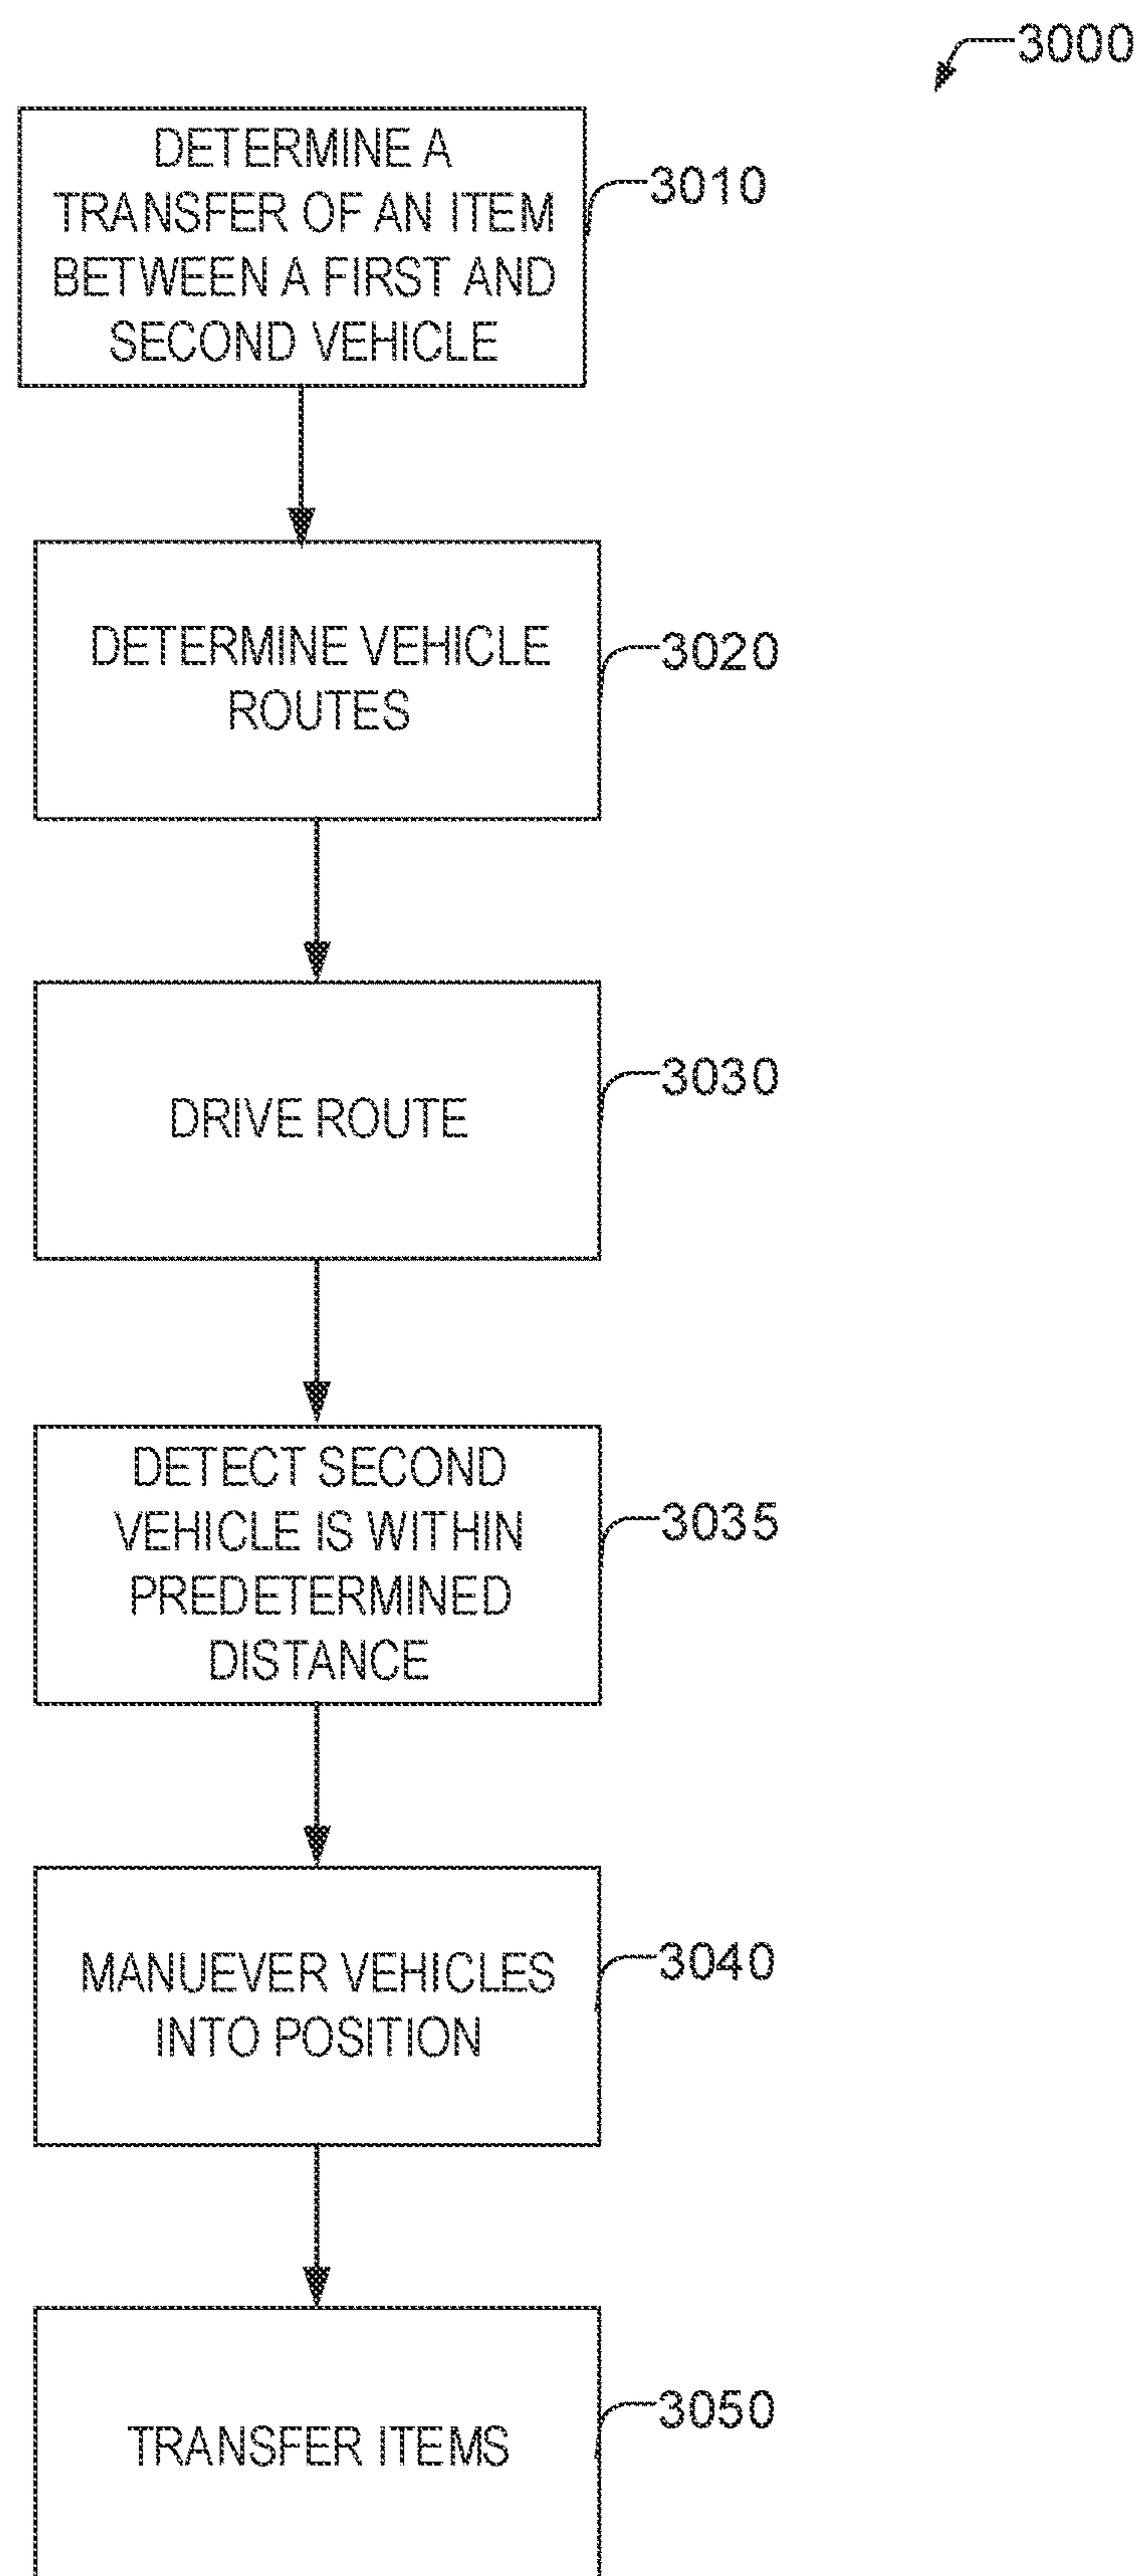 3000
DETERMINE A
TRANSFER OF AN ITEM
BETWEEN A FIRST AND
SECOND VEHICLE
3010
DETERMINE VEHICLE
ROUTES
3020
DRIVE ROUTE
3030
DETECT SECOND
VEHICLE IS WITHIN
PREDETERMINED
DISTANCE
3035
MANUEVER VEHICLES
INTO POSITION
3040
TRANSFER ITEMS
3050